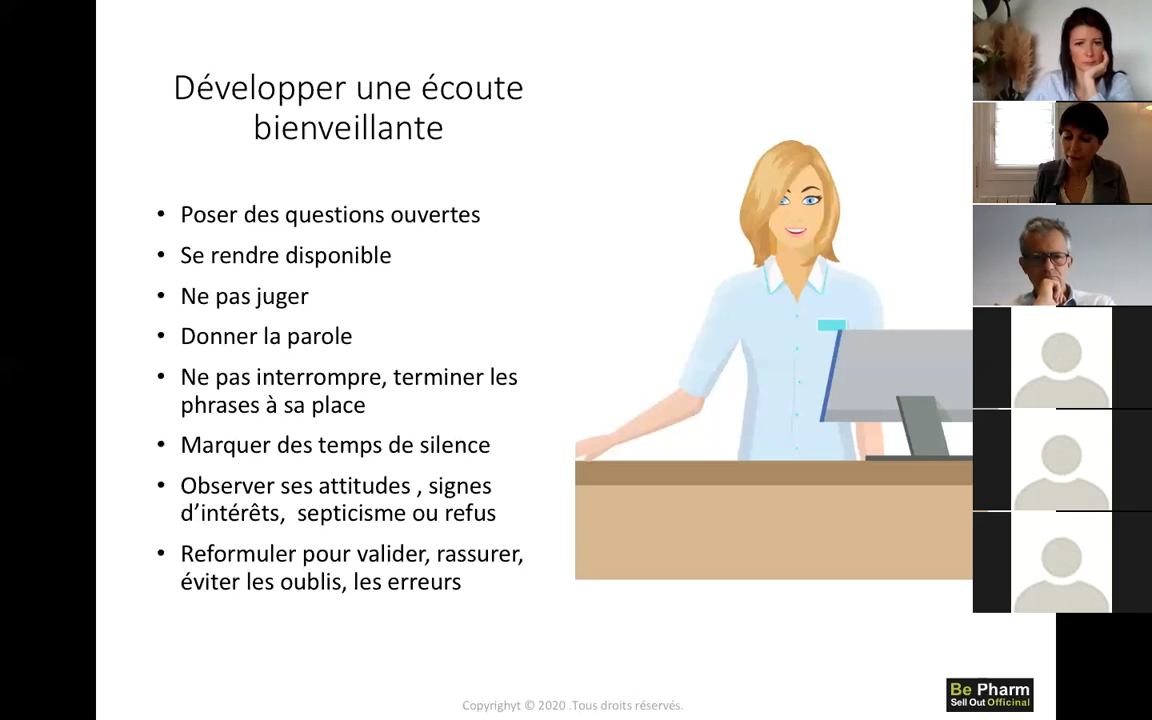 Développer une écoute
bienveillante
• Poser des questions ouvertes
• Se rendre disponible
• Ne pas juger
• Donner la parole
• Ne pas interrompre, terminer les
phrases à sa place
• Marquer des temps de silence
• Observer ses attitudes , signes
d’intérêts,  septicisme ou refus
• Reformuler pour valider, rassurer,
éviter les oublis, les erreurs
Be Pharm
Sell Out Officinal
Copyrighyt © 2020 .Tous droits réservés.